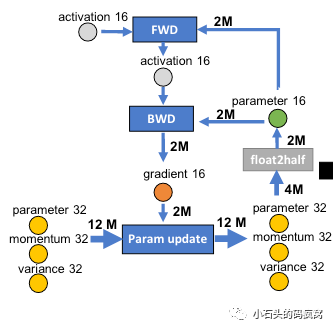 activation 16
FWD
2M
activation 16
parameter 16
BWD
2M
2M
2M
float2half
gradient 16
4M
2M
parameter 32
momentum 32
variance 32
12 M
Param update
12 M
parameter 32
momentum 32
variance 32
小石头的码疯窝